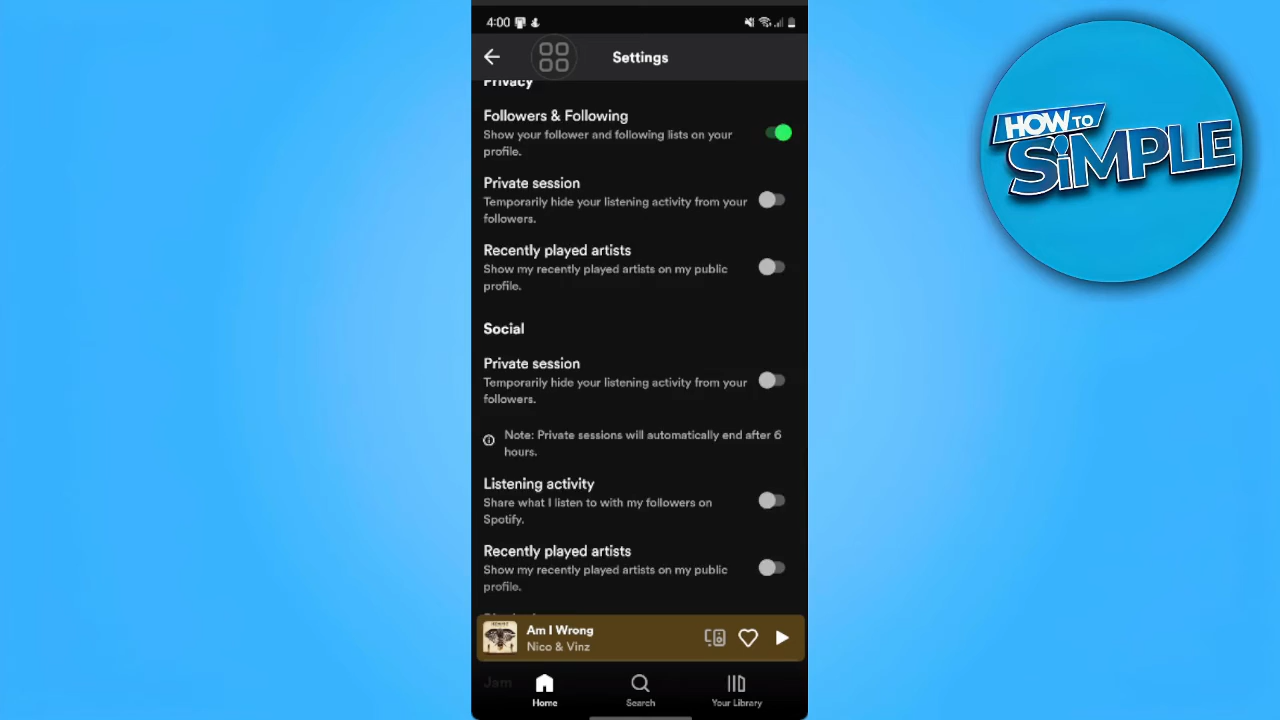 4:00
Settings
Privacy
Followers & Following
Show your follower and following lists on your
profile.
Private session
Temporarily hide your listening activity from your
followers.
Recently played artists
Show my recently played artists on my public
profile.
Social
Private session
Temporarily hide your listening activity from your
followers.
Note: Private sessions will automatically end after 6
hours.
Listening activity
Share what I listen to with my followers on
Spotify.
Recently played artists
Show my recently played artists on my public
profile.
Am I Wrong
Nico & Vinz
Jam
Home
Search
Your Library
HOW TO
SiMPLE